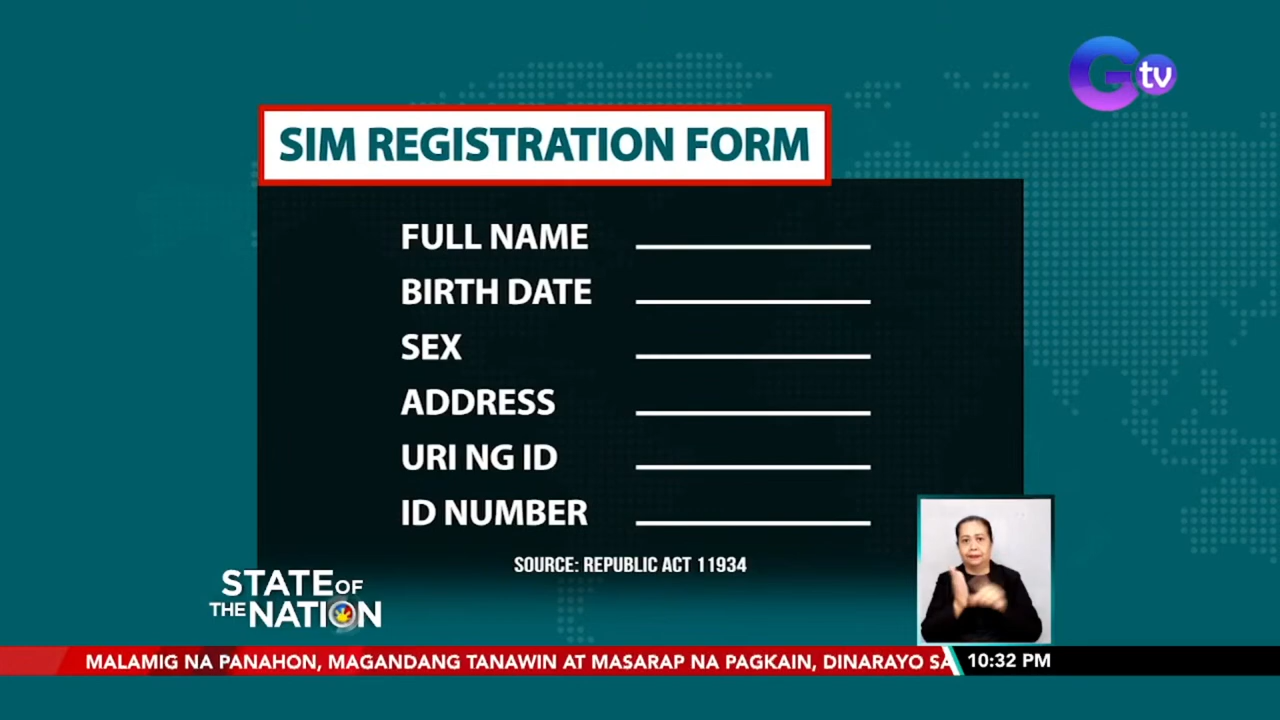 Gtv
SIM REGISTRATION FORM
FULL NAME
BIRTH DATE
SEX
ADDRESS
URI NG ID
ID NUMBER
SOURCE: REPUBLIC ACT 11934
STATE OF
THE NATION
MALAMIG NA PANAHON, MAGANDANG TANAWIN AT MASARAP NA PAGKAIN, DINARAYO SA
10:32 PM